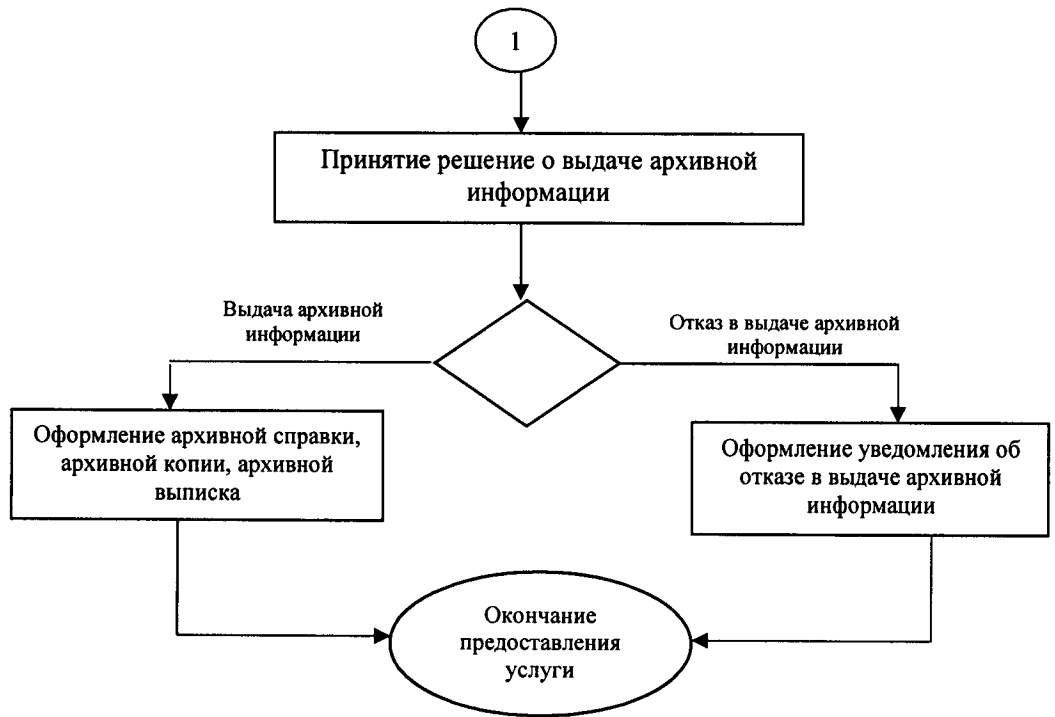 1
Принятие решение о выдаче архивной
информации
Выдача архивной
информации
Отказ в выдаче архивной
информации
Оформление архивной справки,
архивной копии, архивной
выписка
Оформление уведомления об
отказе в выдаче архивной
информации
Окончание
предоставления
услуги